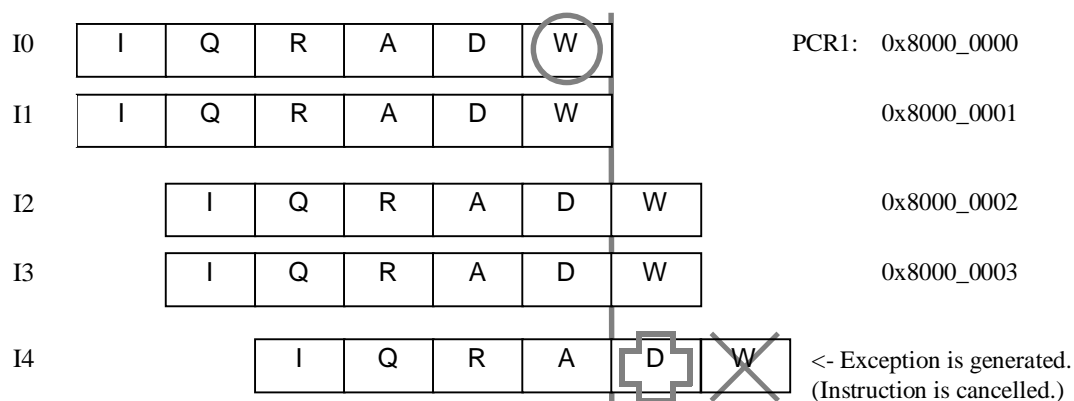 I0 I Q R A D W PCR1: 0x8000_0000
I1 I Q R A D W 0x8000_0001
I2 I Q R A D W 0x8000_0002
I3 I Q R A D W 0x8000_0003
I4 I Q R A D W <- Exception is generated.
(Instruction is cancelled.)